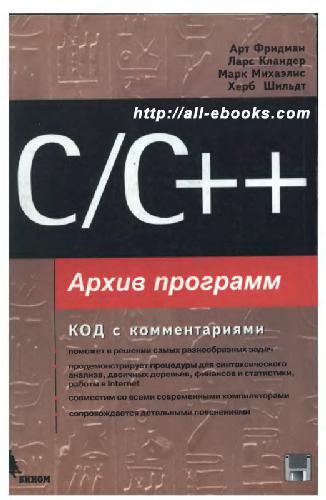 Арт Фридман
Ларс Кландер
Марк Михаэлис
Херб Шильдт
http://all-ebooks.com
C/C++
Архив программ
КОД с комментариями
поможет в решении самых разнообразных задач
продемонстрирует процедуры для синтаксического
анализа, двоичных деревьев, финансов и статистики,
работы в Internet
совместим со всеми современными компиляторами
сопровождается детальными пояснениями
БИНОМ